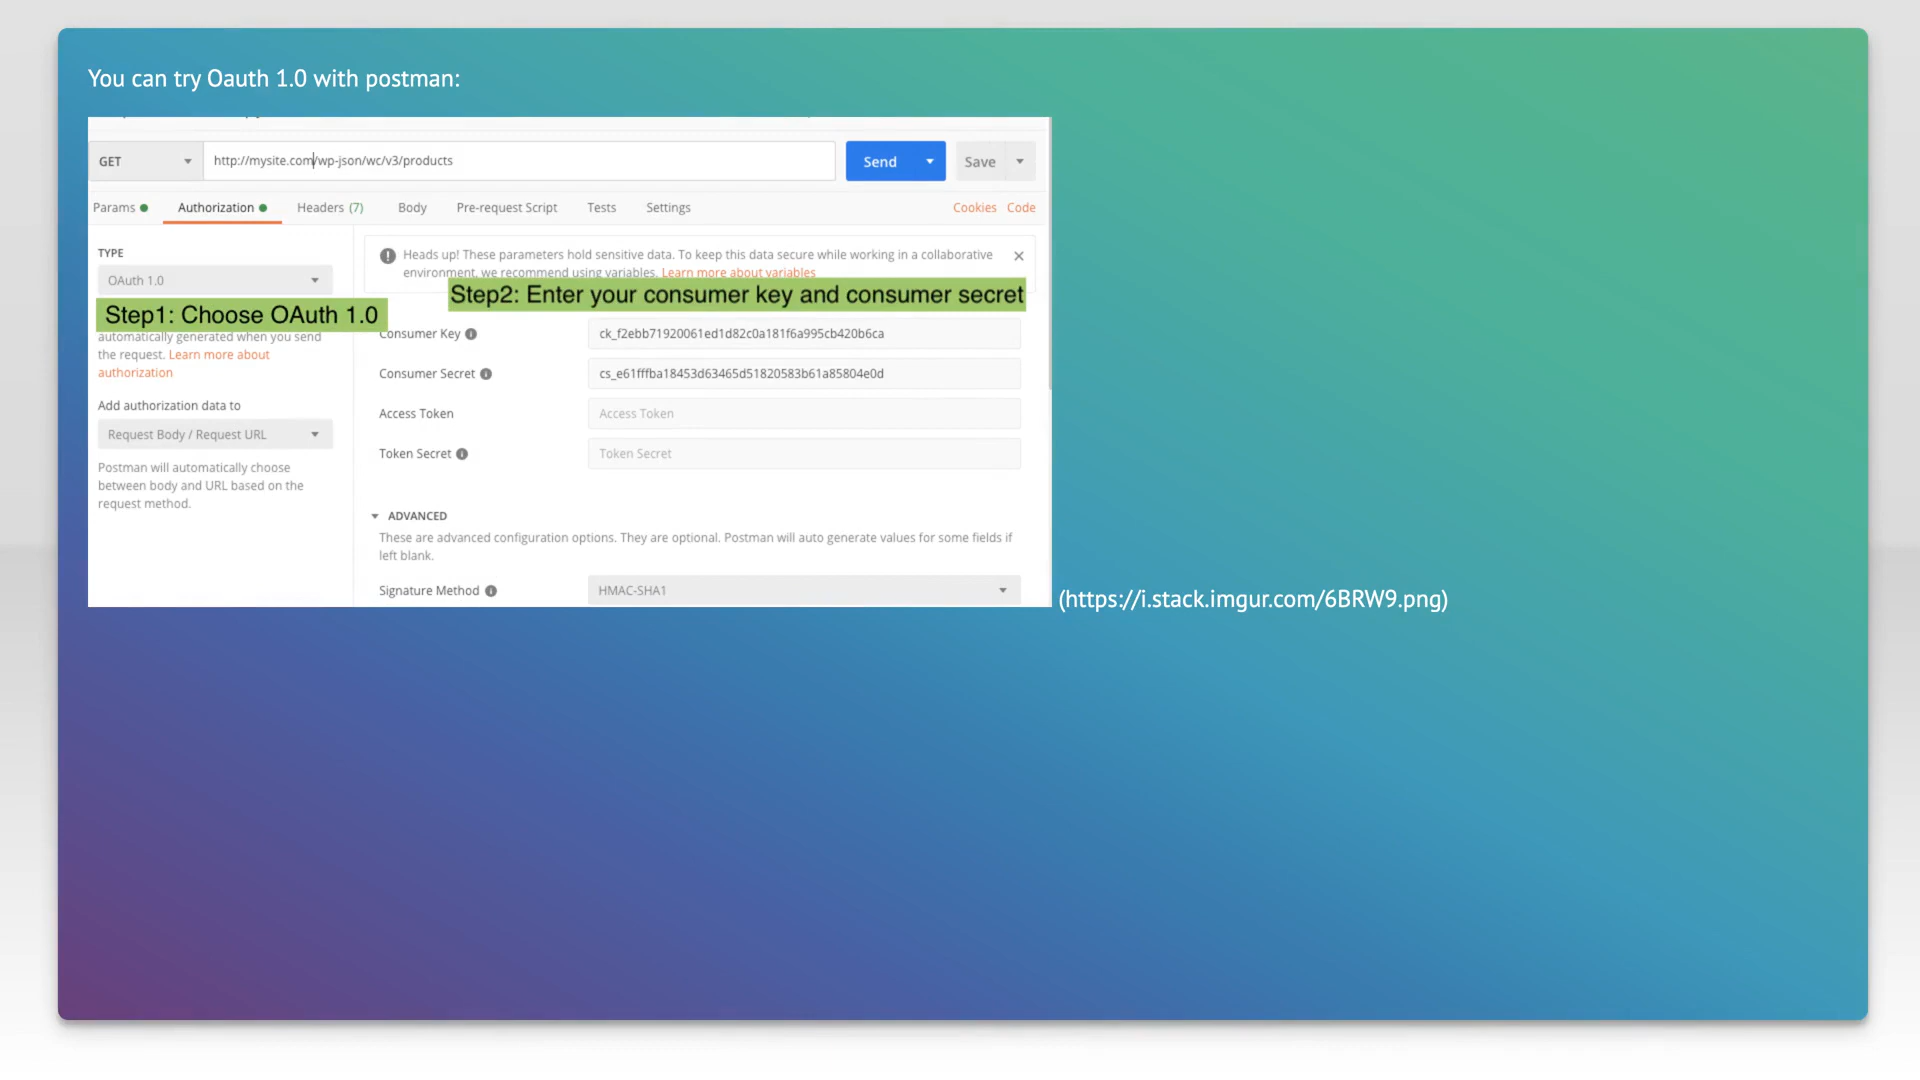 You can try Oauth 1.0 with postman:
GET http://mysite.com/wp-json/wc/v3/products Send Save
Params Authorization Headers (7) Body Pre-request Script Tests Settings Cookies Code
TYPE
OAuth 1.0
Step1: Choose OAuth 1.0
automatically generated when you send
the request. Learn more about
authorization
Add authorization data to
Request Body / Request URL
Postman will automatically choose
between body and URL based on the
request method.
Heads up! These parameters hold sensitive data. To keep this data secure while working in a collaborative
environment, we recommend using variables. Learn more about variables
Step2: Enter your consumer key and consumer secret
Consumer Key ck_f2ebb71920061ed1d82c0a181f6a995cb420b6ca
Consumer Secret cs_e61fffba18453d63465d51820583b61a85804e0d
Access Token Access Token
Token Secret Token Secret
ADVANCED
These are advanced configuration options. They are optional. Postman will auto generate values for some fields if
left blank.
Signature Method HMAC-SHA1
(https://i.stack.imgur.com/6BRW9.png)